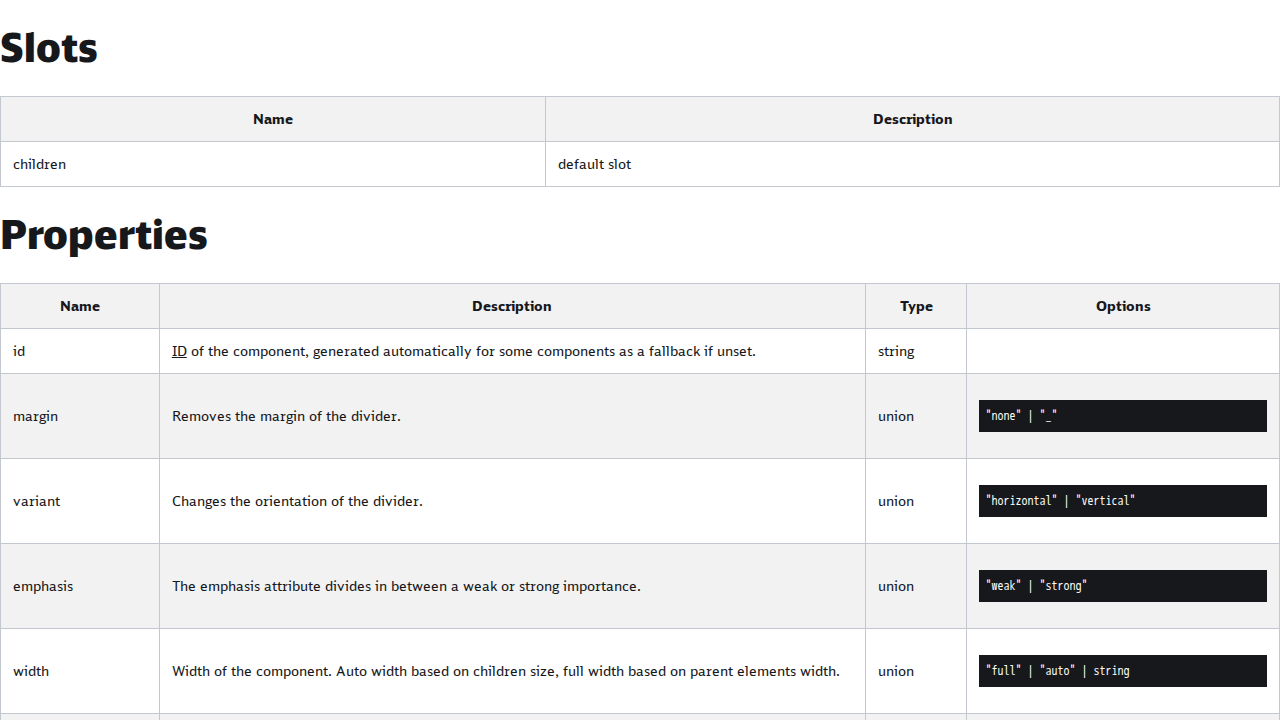 Slots
Name Description
children default slot
Properties
Name Description Type Options
id ID of the component, generated automatically for some components as a fallback if unset. string
margin Removes the margin of the divider. union "none" | "_"
variant Changes the orientation of the divider. union "horizontal" | "vertical"
emphasis The emphasis attribute divides in between a weak or strong importance. union "weak" | "strong"
width Width of the component. Auto width based on children size, full width based on parent elements width. union "full" | "auto" | string